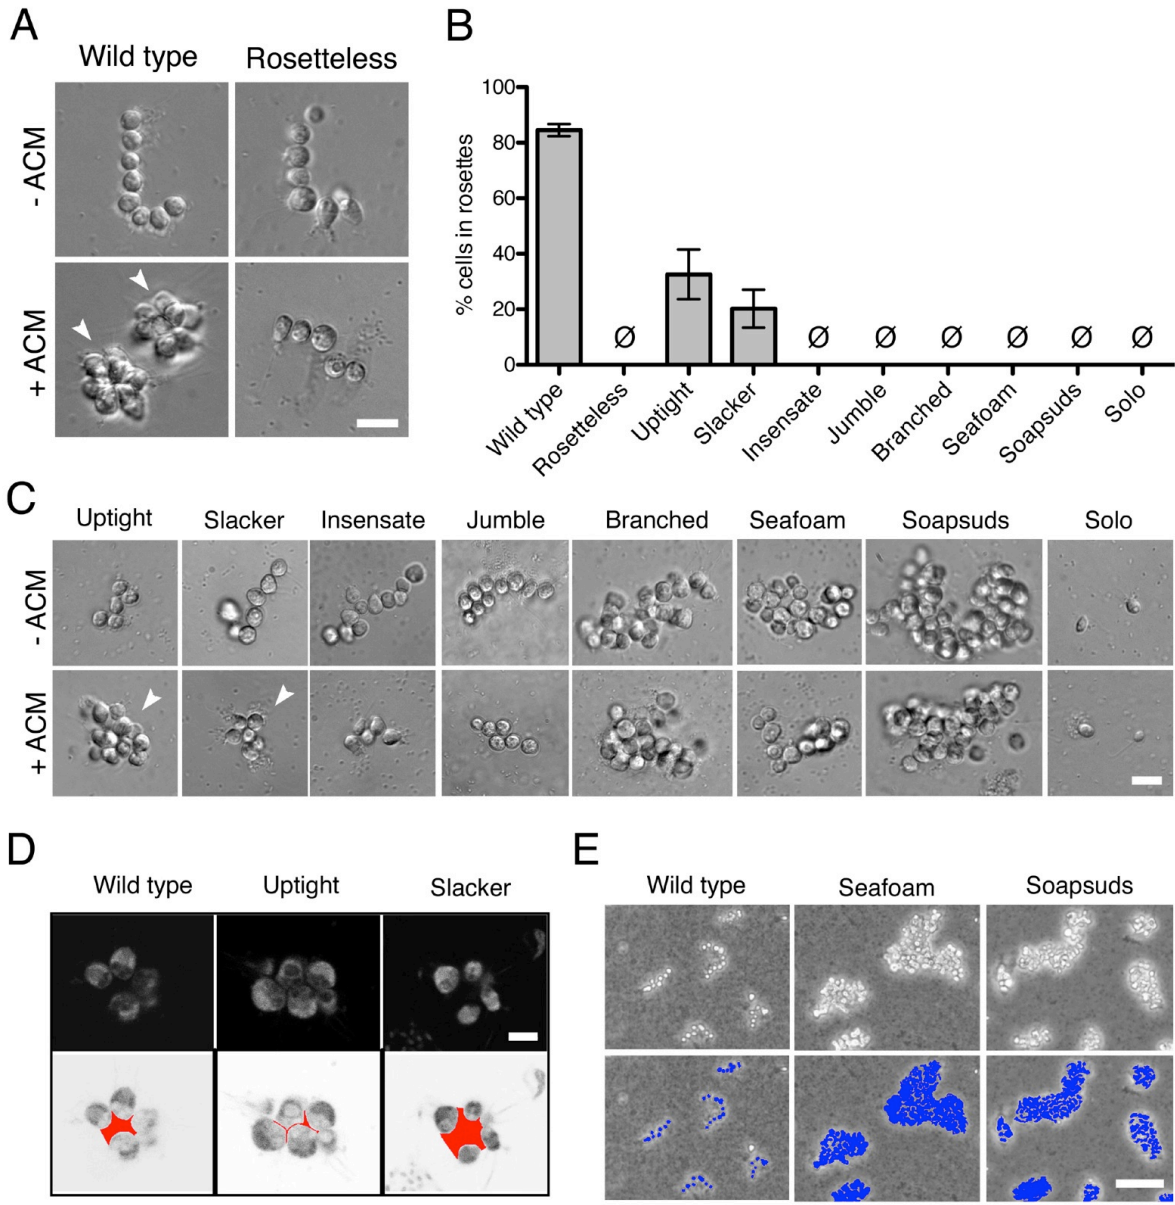 A
Wild type
Rosetteless
- ACM
+ ACM
B
% cells in rosettes
100
80
60
40
20
0
Ø
Ø
Ø
Ø
Ø
Ø
Ø
Wild type
Rosetteless
Uptight
Slacker
Insensate
Jumble
Branched
Seafoam
Soapsuds
Solo
C
Uptight
Slacker
Insensate
Jumble
Branched
Seafoam
Soapsuds
Solo
- ACM
+ ACM
D
Wild type
Uptight
Slacker
E
Wild type
Seafoam
Soapsuds